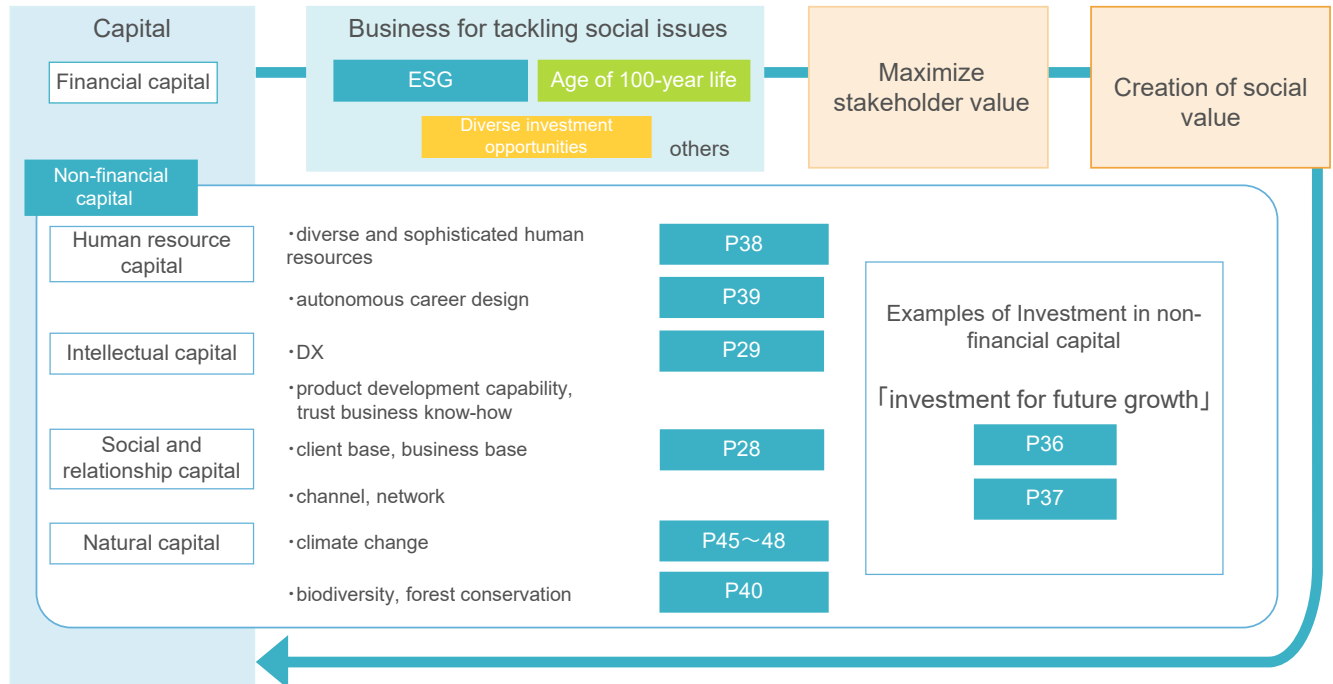 Capital
Financial capital
Business for tackling social issues
ESG
Age of 100-year life
Diverse investment
opportunities
others
Maximize
stakeholder value
Creation of social
value
Non-financial
capital
Human resource
capital
・diverse and sophisticated human
resources
P38
・autonomous career design
P39
Intellectual capital
・DX
P29
・product development capability,
trust business know-how
Social and
relationship capital
・client base, business base
P28
・channel, network
Natural capital
・climate change
P45～48
・biodiversity, forest conservation
P40
Examples of Investment in non-
financial capital
｢investment for future growth｣
P36
P37